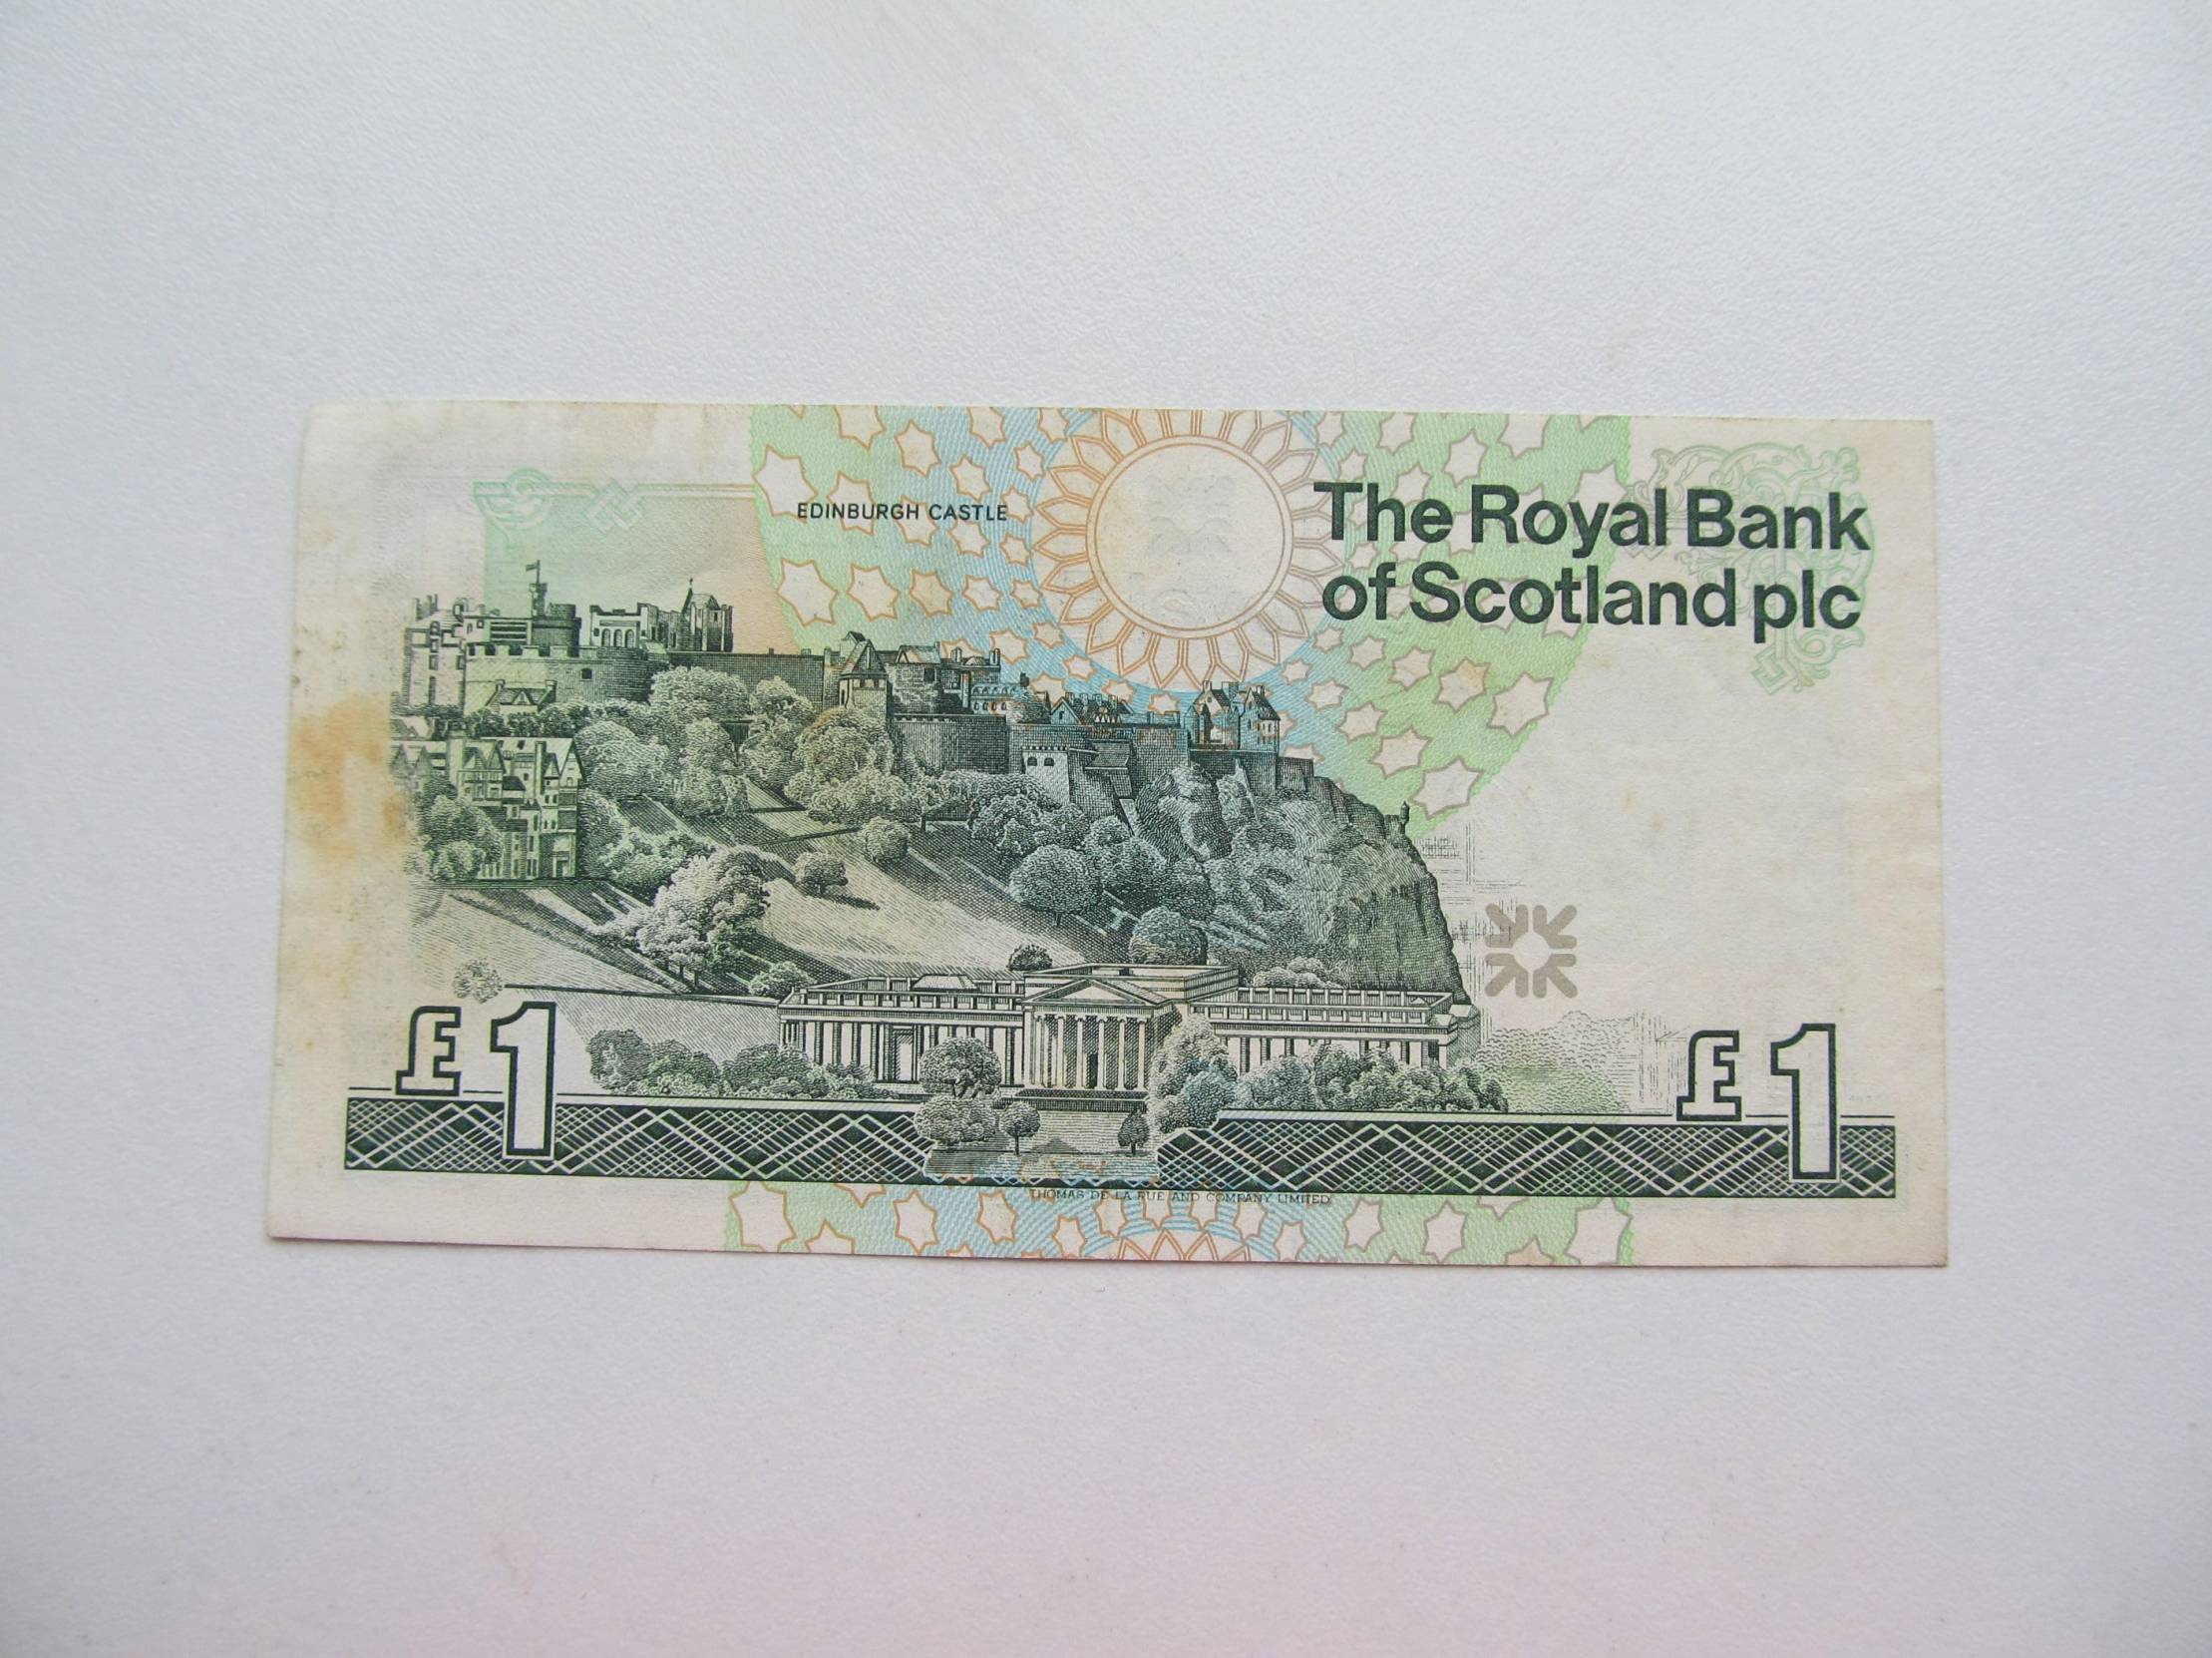 EDINBURGH CASTLE
The Royal Bank
of Scotland plc
£1
£1
THOMAS DE LA RUE AND COMPANY LIMITED